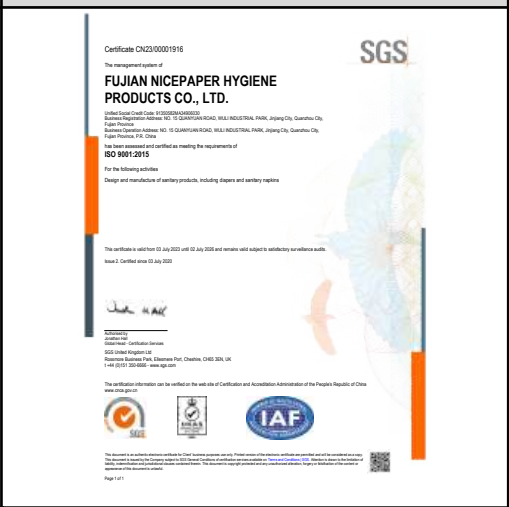 Certificate CN23/00001916
SGS
The management system of
FUJIAN NICEPAPER HYGIENE
PRODUCTS CO., LTD.
Business Registration Address: NO. 15 QUANYUAN ROAD, WULI INDUSTRIAL PARK, Jinjiang City, Quanzhou City,
Fujian Province
Business Operation Address: NO. 15 QUANYUAN ROAD, WULI INDUSTRIAL PARK, Jinjiang City, Quanzhou City,
Fujian Province, P.R. China
has been assessed and certified as meeting the requirements of
ISO 9001:2015
For the following activities
Design and manufacture of sanitary products, including diapers and sanitary napkins
This certificate is valid from 03 July 2023 until 02 July 2026 and remains valid subject to satisfactory surveillance audits.
Issue 2. Certified since 03 July 2020
Authorised by
Jonathan Hall
Global Head - Certification Services
SGS United Kingdom Ltd
Rossmore Business Park, Ellesmere Port, Cheshire, CH65 3EN, UK
t +44 (0)151 350-6666 - www.sgs.com
The certification information can be verified on the web site of Certification and Accreditation Administration of the People's Republic of China
www.cnca.gov.cn
SGS
UKAS
IAF
Page 1 of 1